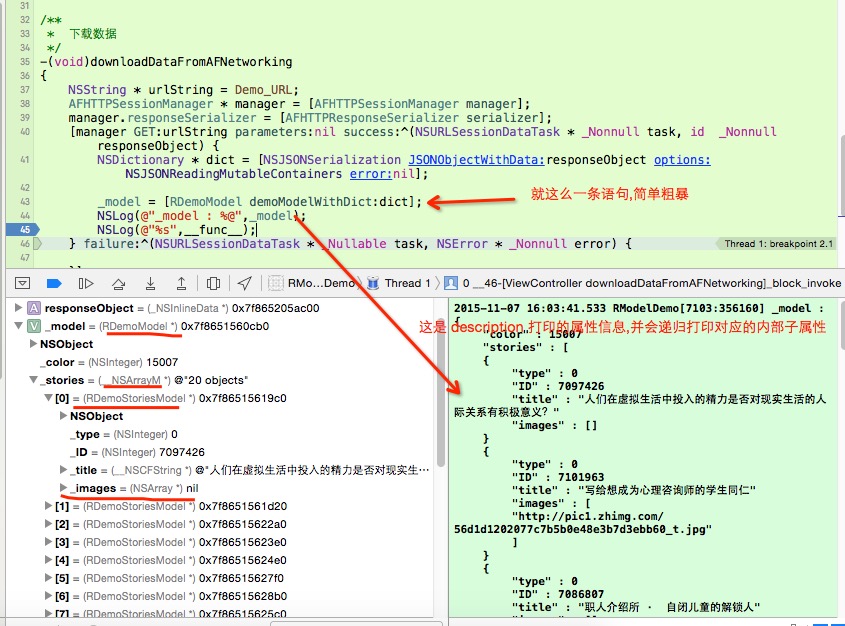 31
32 /**
33 * 下载数据
34 */
35 -(void)downloadDataFromAFNetworking
36 {
37 NSString * urlString = Demo_URL;
38 AFHTTPSessionManager * manager = [AFHTTPSessionManager manager];
39 manager.responseSerializer = [AFHTTPResponseSerializer serializer];
40 [manager GET:urlString parameters:nil success:^(NSURLSessionDataTask * _Nonnull task, id _Nonnull
responseObject) {
41 NSDictionary * dict = [NSJSONSerialization JSONObjectWithData:responseObject options:
NSJSONReadingMutableContainers error:nil];
42
43 _model = [RDemoModel demoModelWithDict:dict];
就这么一条语句,简单粗暴
44 NSLog(@"_model : %@",_model);
45 NSLog(@"%s",__func__);
46 } failure:^(NSURLSessionDataTask * _Nullable task, NSError * _Nonnull error) {
Thread 1: breakpoint 2.1
47
RMo...Demo Thread 1 0 __46-[ViewController downloadDataFromAFNetworking]_block_invoke
A responseObject = (_NSInlineData *) 0x7f865205ac00
V _model = (RDemoModel *) 0x7f8651560cb0
NSObject
_color = (NSInteger) 15007
_stories = (__NSArrayM *) @"20 objects"
[0] = (RDemoStoriesModel *) 0x7f86515619c0
NSObject
_type = (NSInteger) 0
_ID = (NSInteger) 7097426
_title = (__NSCFString *) @"人们在虚拟生活中投入的精力是否对现实生⋯
_images = (NSArray *) nil
[1] = (RDemoStoriesModel *) 0x7f8651561d20
[2] = (RDemoStoriesModel *) 0x7f86515622a0
[3] = (RDemoStoriesModel *) 0x7f86515623e0
[4] = (RDemoStoriesModel *) 0x7f86515624e0
[5] = (RDemoStoriesModel *) 0x7f86515627f0
[6] = (RDemoStoriesModel *) 0x7f86515628b0
[7] = (RDemoStoriesModel *) 0x7f86515625c0
2015-11-07 16:03:41.533 RModelDemo[7103:356160] _model :
{
这是 description 打印的属性信息,并会递归打印对应的内部子属性
"color" : 15007
"stories" : [
{
"type" : 0
"ID" : 7097426
"title" : "人们在虚拟生活中投入的精力是否对现实生活的人
际关系有积极意义？"
"images" : []
}
{
"type" : 0
"ID" : 7101963
"title" : "写给想成为心理咨询师的学生同仁"
"images" : [
"http://pic1.zhimg.com/
56d1d1202077c7b5b0e48e3b7d3ebb60_t.jpg"
]
}
{
"type" : 0
"ID" : 7086807
"title" : "职人介绍所 · 自闭儿童的解锁人"